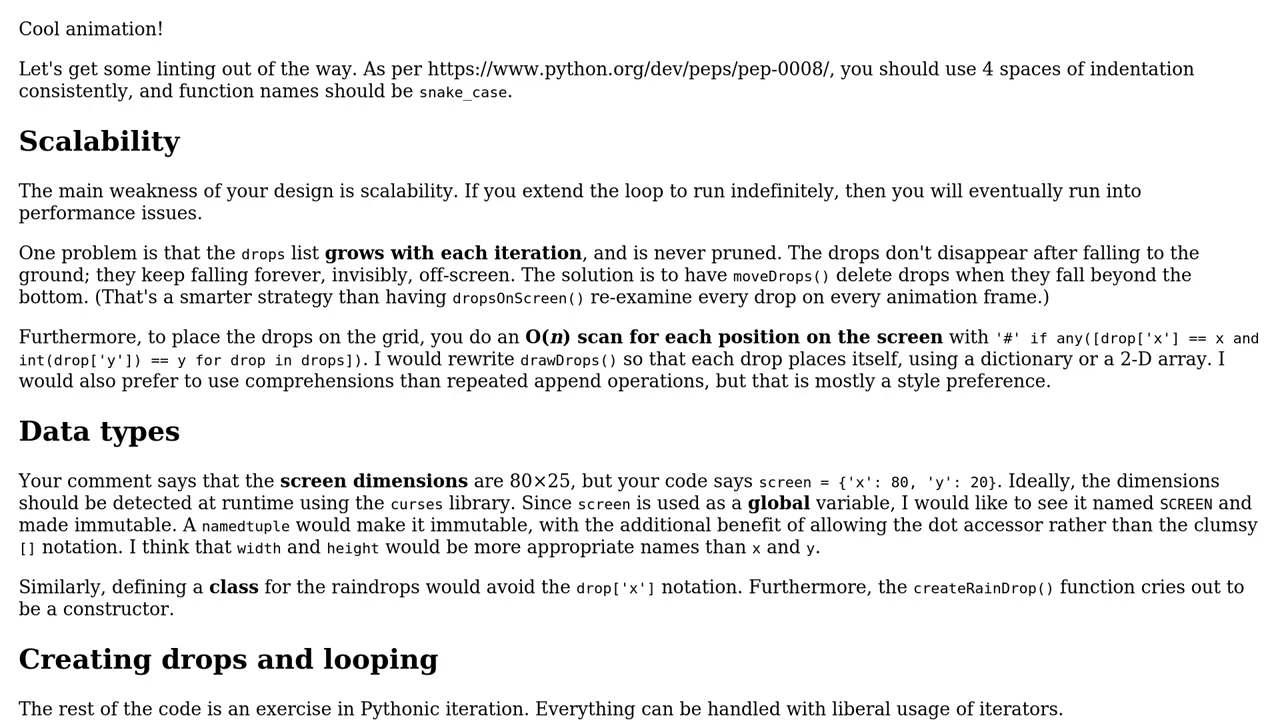 Cool animation!
Let's get some linting out of the way. As per https://www.python.org/dev/peps/pep-0008/, you should use 4 spaces of indentation
consistently, and function names should be snake_case.
Scalability
The main weakness of your design is scalability. If you extend the loop to run indefinitely, then you will eventually run into
performance issues.
One problem is that the drops list grows with each iteration, and is never pruned. The drops don't disappear after falling to the
ground; they keep falling forever, invisibly, off-screen. The solution is to have moveDrops() delete drops when they fall beyond the
bottom. (That's a smarter strategy than having dropsOnScreen() re-examine every drop on every animation frame.)
Furthermore, to place the drops on the grid, you do an O(n) scan for each position on the screen with '#' if any([drop['x'] == x and
int(drop['y']) == y for drop in drops]). I would rewrite drawDrops() so that each drop places itself, using a dictionary or a 2-D array. I
would also prefer to use comprehensions than repeated append operations, but that is mostly a style preference.
Data types
Your comment says that the screen dimensions are 80×25, but your code says screen = {'x': 80, 'y': 20}. Ideally, the dimensions
should be detected at runtime using the curses library. Since screen is used as a global variable, I would like to see it named SCREEN and
made immutable. A namedtuple would make it immutable, with the additional benefit of allowing the dot accessor rather than the clumsy
[] notation. I think that width and height would be more appropriate names than x and y.
Similarly, defining a class for the raindrops would avoid the drop['x'] notation. Furthermore, the createRainDrop() function cries out to
be a constructor.
Creating drops and looping
The rest of the code is an exercise in Pythonic iteration. Everything can be handled with liberal usage of iterators.